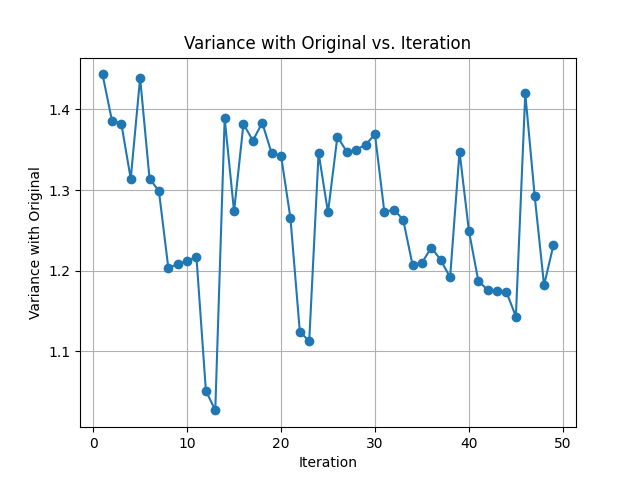 Variance with Original vs. Iteration
Variance with Original
1.4
1.3
1.2
1.1
0 10 20 30 40 50
Iteration